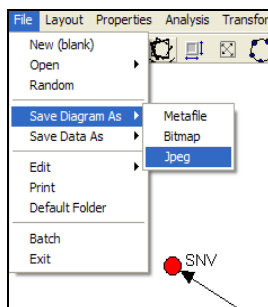 File Layout Properties Analysis Transfor
New (blank)
Open
Random
Save Diagram As
Save Data As
Edit
Print
Default Folder
Batch
Exit
Metafile
Bitmap
Jpeg
SNV